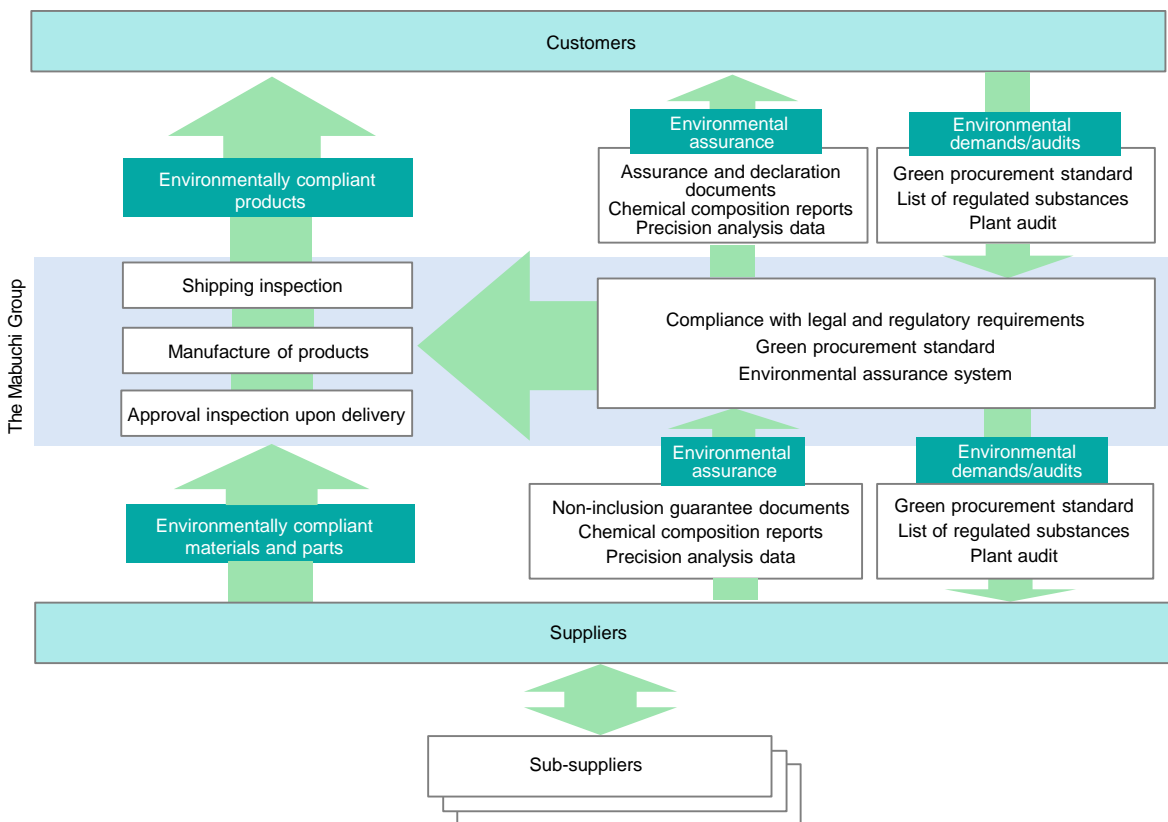 Customers
Environmental
assurance
Assurance and declaration
documents
Chemical composition reports
Precision analysis data
Environmental
demands/audits
Green procurement standard
List of regulated substances
Plant audit
Environmentally compliant
products
The Mabuchi Group
Shipping inspection
Manufacture of products
Approval inspection upon delivery
Compliance with legal and regulatory requirements
Green procurement standard
Environmental assurance system
Environmentally compliant
materials and parts
Environmental
assurance
Non-inclusion guarantee documents
Chemical composition reports
Precision analysis data
Environmental
demands/audits
Green procurement standard
List of regulated substances
Plant audit
Suppliers
Sub-suppliers